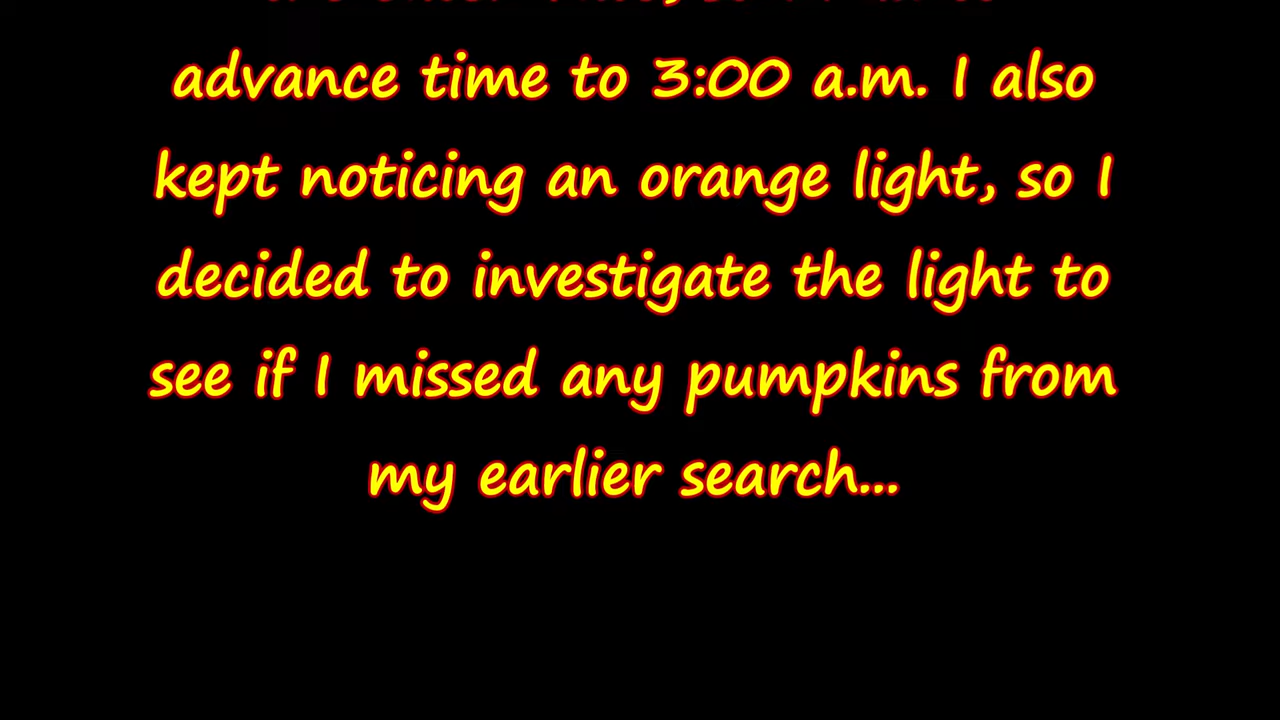 advance time to 3:00 a.m. I also
kept noticing an orange light, so I
decided to investigate the light to
see if I missed any pumpkins from
my earlier search...